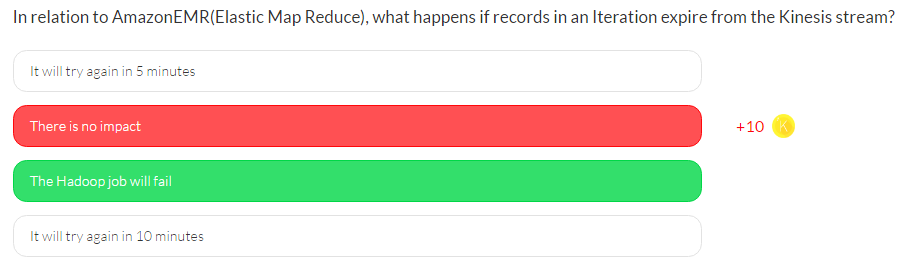 In relation to AmazonEMR(Elastic Map Reduce), what happens if records in an Iteration expire from the Kinesis stream?
It will try again in 5 minutes
There is no impact
+10
The Hadoop job will fail
It will try again in 10 minutes